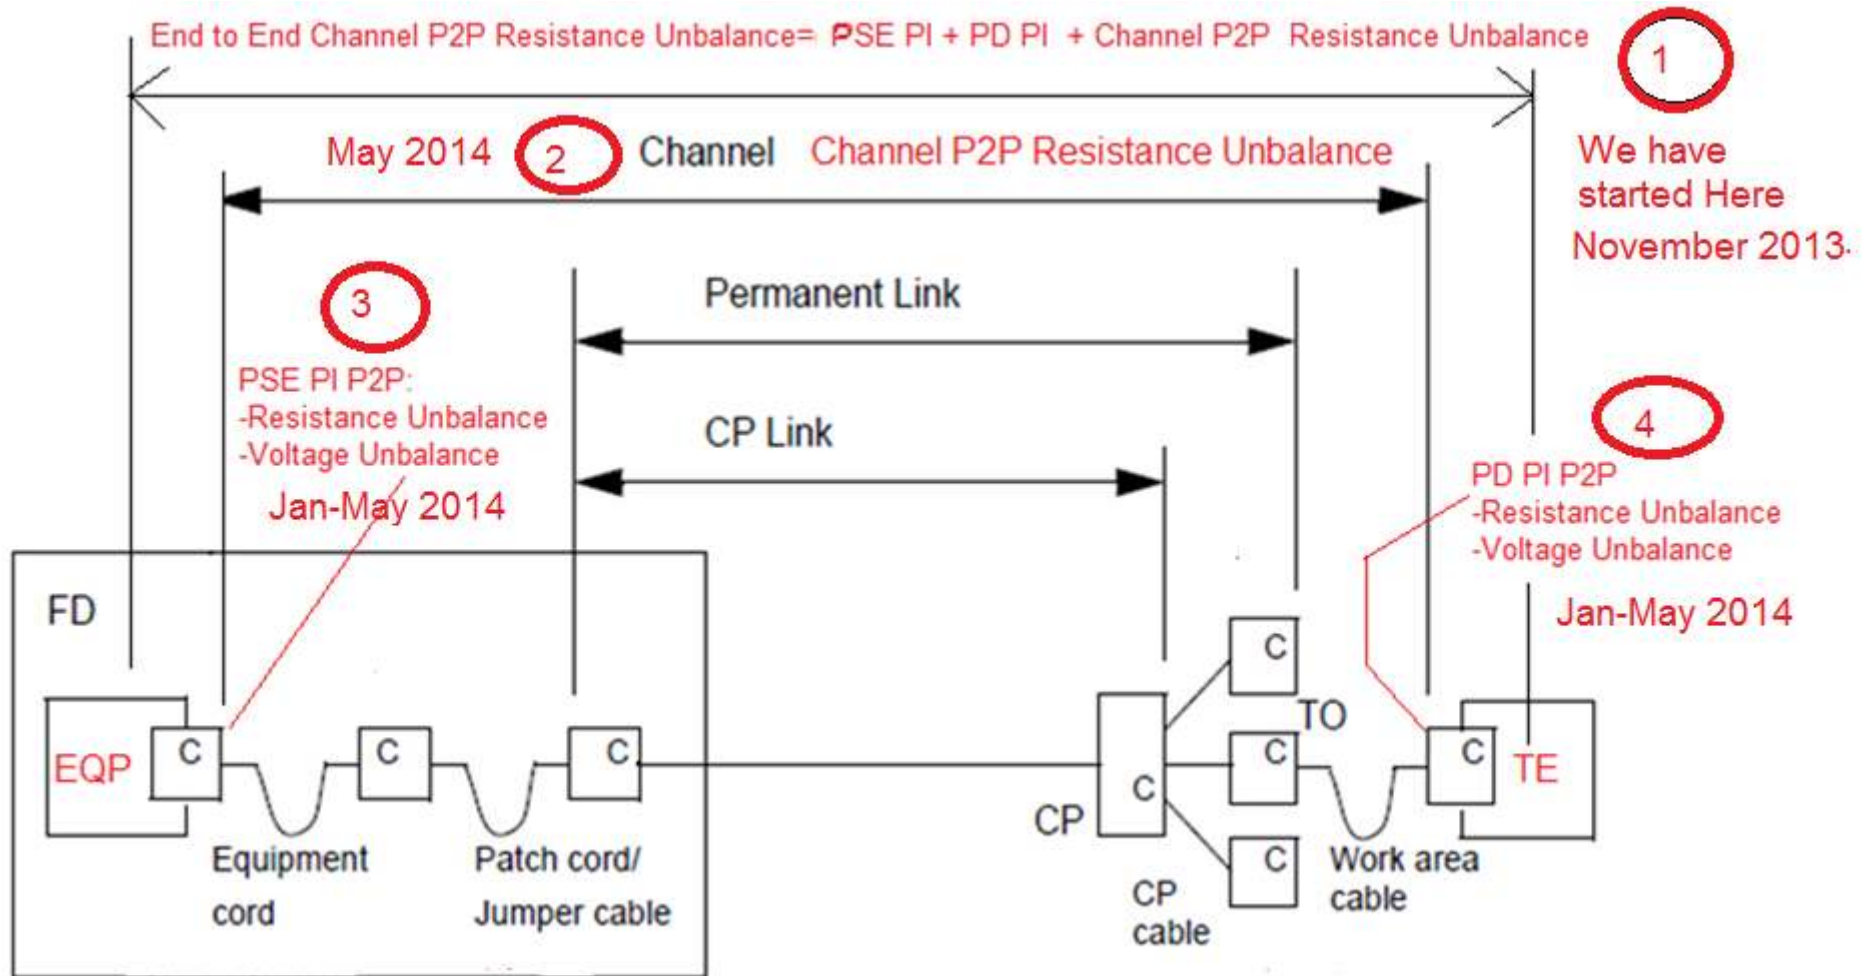 End to End Channel P2P Resistance Unbalance= PSE PI + PD PI + Channel P2P Resistance Unbalance
1
May 2014
2
Channel
Channel P2P Resistance Unbalance
We have
started Here
November 2013.
3
Permanent Link
PSE PI P2P:
-Resistance Unbalance
-Voltage Unbalance
Jan-May 2014
CP Link
4
PD PI P2P
-Resistance Unbalance
-Voltage Unbalance
Jan-May 2014
FD
EQP
C
C
C
CP
C
C
C
C
TO
C
TE
Equipment
cord
Patch cord/
Jumper cable
CP
cable
Work area
cable